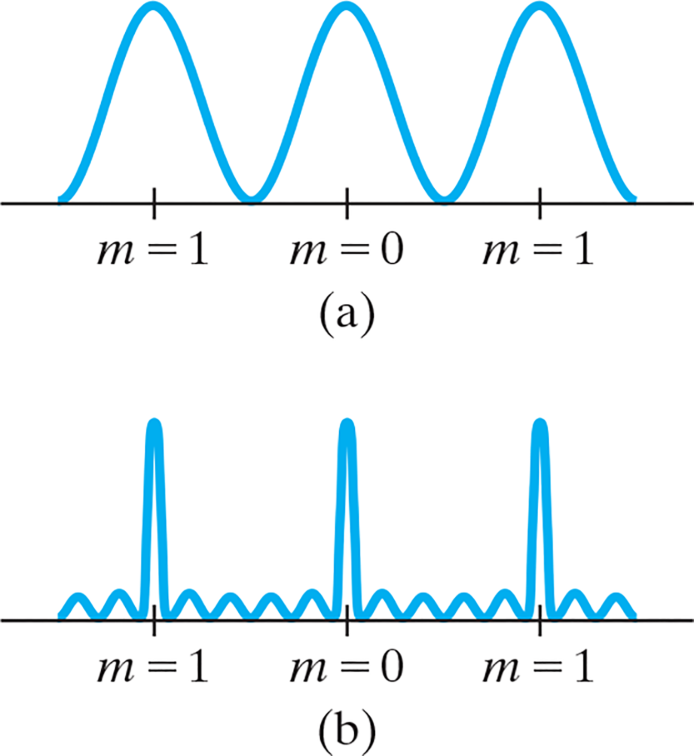 m = 1 m = 0 m = 1
(a)
m = 1 m = 0 m = 1
(b)